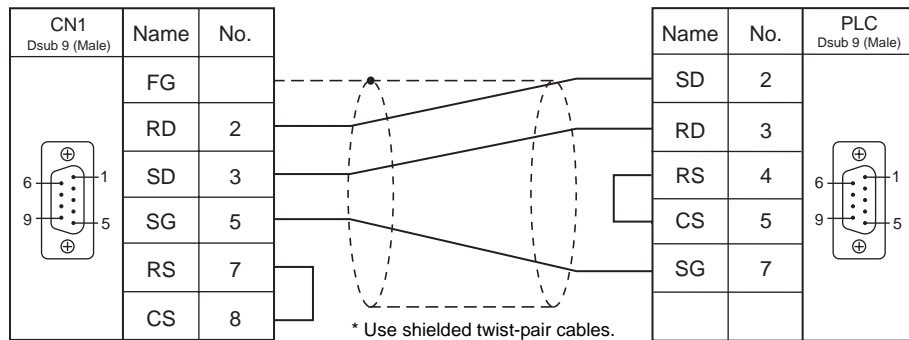 CN1
Dsub 9 (Male)
Name No.
FG
RD 2
SD 3
SG 5
RS 7
CS 8
6 1
9 5
Name No.
PLC
Dsub 9 (Male)
SD 2
RD 3
RS 4
CS 5
SG 7
6 1
9 5
* Use shielded twist-pair cables.